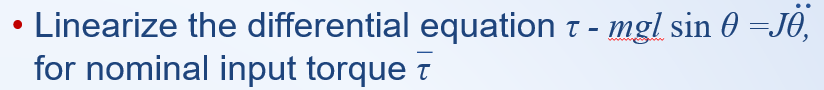 • Linearize the differential equation τ - mgl sin θ =Jθ̈,
for nominal input torque τ̅